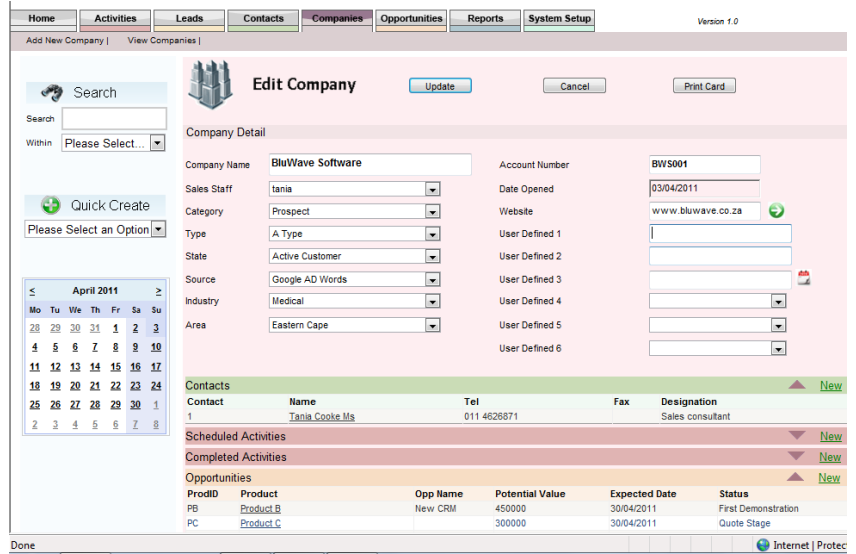 Home Activities Leads Contacts Companies Opportunities Reports System Setup Version 1.0
Add New Company | View Companies |
Search
Search
Within Please Select...
Quick Create
Please Select an Option
< April 2011 >
Mo Tu We Th Fr Sa Su
28 29 30 31 1 2 3
4 5 6 7 8 9 10
11 12 13 14 15 16 17
18 19 20 21 22 23 24
25 26 27 28 29 30 1
2 3 4 5 6 7 8
Edit Company Update Cancel Print Card
Company Detail
Company Name BluWave Software Account Number BWS001
Sales Staff tania Date Opened 03/04/2011
Category Prospect Website www.bluwave.co.za
Type A Type User Defined 1
State Active Customer User Defined 2
Source Google AD Words User Defined 3
Industry Medical User Defined 4
Area Eastern Cape User Defined 5
User Defined 6
Contacts New
Contact Name Tel Fax Designation
1 Tania Cooke Ms 011 4626871 Sales consultant
Scheduled Activities New
Completed Activities New
Opportunities New
ProdID Product Opp Name Potential Value Expected Date Status
PB Product B New CRM 450000 30/04/2011 First Demonstration
PC Product C 300000 30/04/2011 Quote Stage
Done Internet | Protec